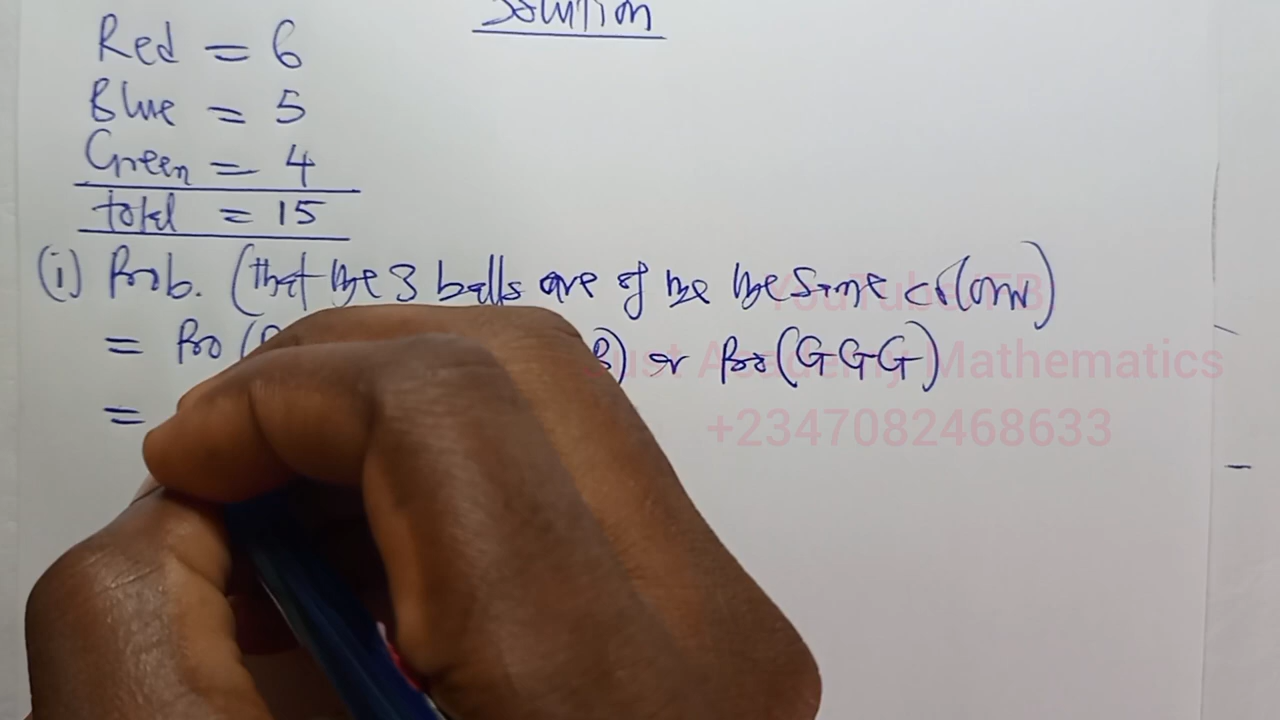 Solution
Red = 6
Blue = 5
Green = 4
total = 15
(i) Prob. (that the 3 balls are of the the same colour)
= Pro (R B) or Pro (GGG)
=
YouTube JEB
Academy Mathematics
+2347082468633